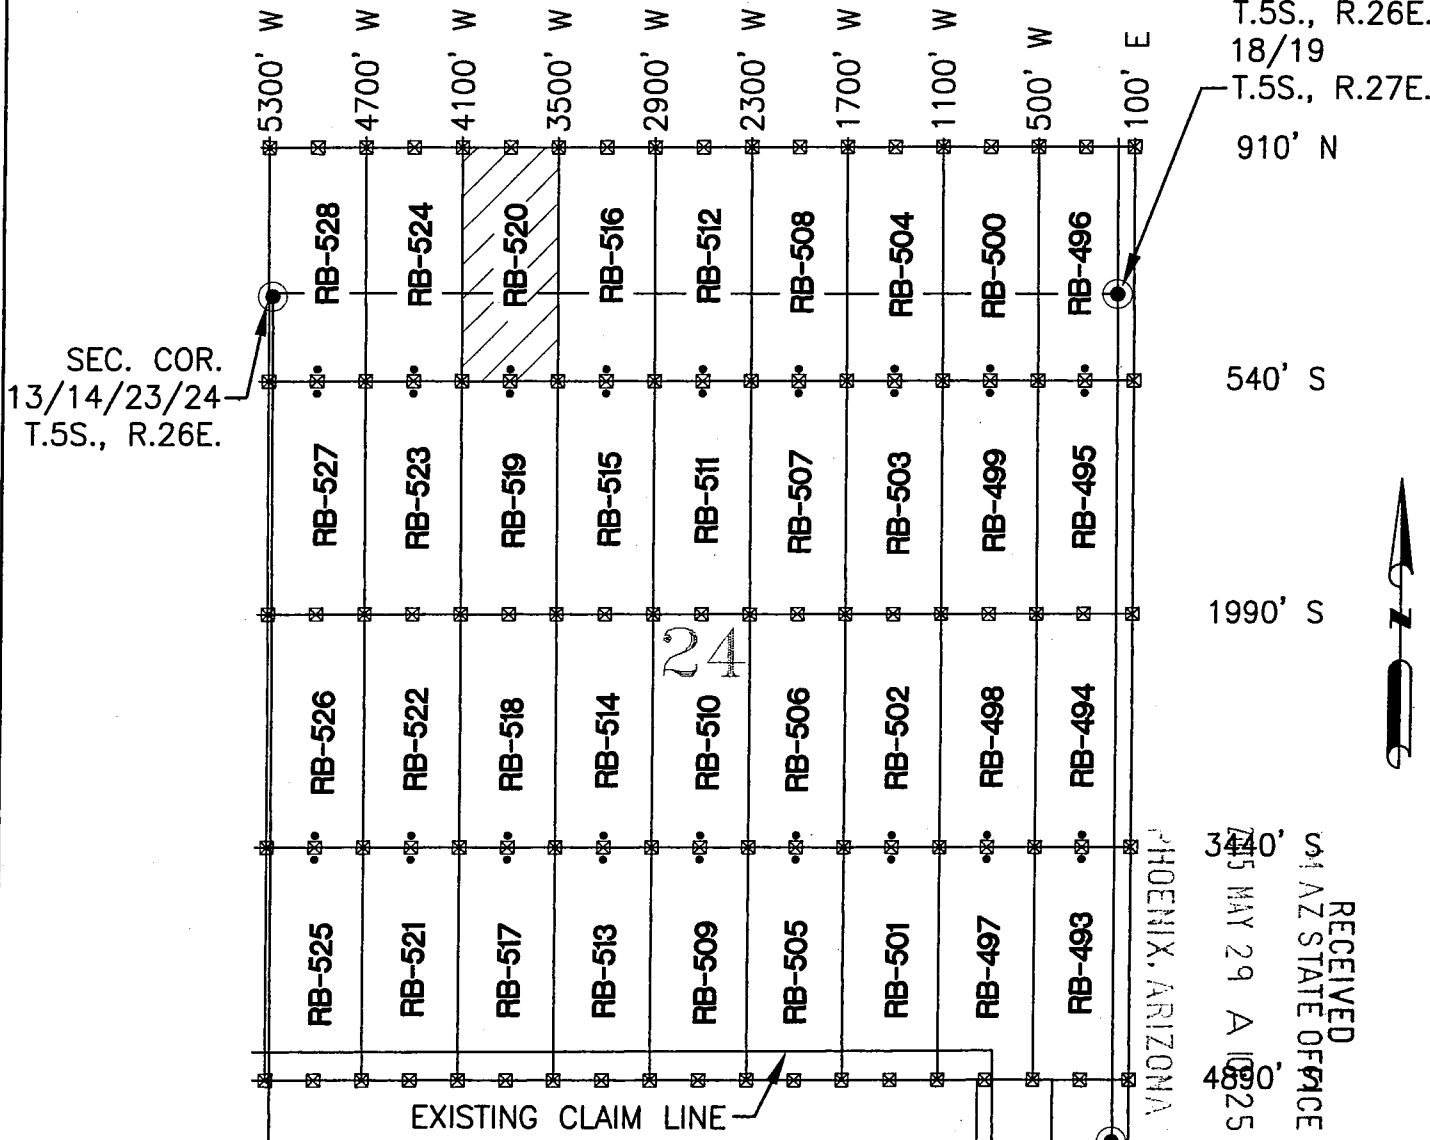 5300' W
4700' W
4100' W
3500' W
2900' W
2300' W
1700' W
1100' W
500' W
100' E
T.5S., R.26E.
18/19
T.5S., R.27E.
910' N
RB-528
RB-524
RB-520
RB-516
RB-512
RB-508
RB-504
RB-500
RB-496
SEC. COR.
13/14/23/24
T.5S., R.26E.
540' S
RB-527
RB-523
RB-519
RB-515
RB-511
RB-507
RB-503
RB-499
RB-495
1990' S
24
N
RB-526
RB-522
RB-518
RB-514
RB-510
RB-506
RB-502
RB-498
RB-494
3440' S
RB-525
RB-521
RB-517
RB-513
RB-509
RB-505
RB-501
RB-497
RB-493
4890' S
EXISTING CLAIM LINE
RECEIVED
AZ STATE OFFICE
MAY 29 A
PHOENIX, ARIZONA